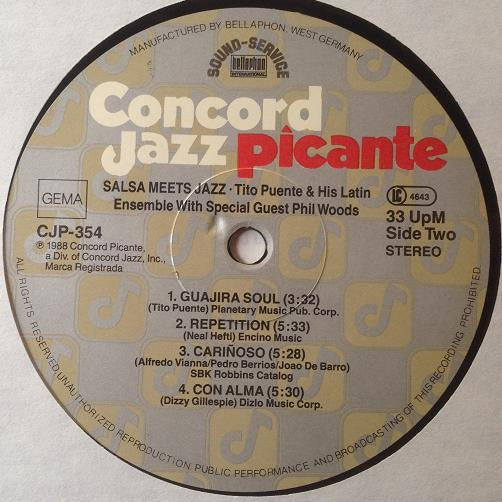 MANUFACTURED BY BELLAPHON, WEST GERMANY
SOUND-SERVICE
bellaphon
INTERNATIONAL
Concord
Jazz picante
GEMA
SALSA MEETS JAZZ · Tito Puente & His Latin
Ensemble With Special Guest Phil Woods
LC 4643
CJP-354
℗ 1988 Concord Picante,
a Div. of Concord Jazz, Inc.,
Marca Registrada
33 UpM
Side Two
STEREO
1. GUAJIRA SOUL (3:32)
(Tito Puente) Planetary Music Pub. Corp.
2. REPETITION (5:33)
(Neal Hefti) Encino Music
3. CARIÑOSO (5:28)
(Alfredo Vianna/Pedro Berrios/Joao De Barro)
SBK Robbins Catalog
4. CON ALMA (5:30)
(Dizzy Gillespie) Dizlo Music Corp.
ALL RIGHTS RESERVED. UNAUTHORIZED REPRODUCTION PUBLIC PERFORMANCE AND BROADCASTING OF THIS RECORDING PROHIBITED